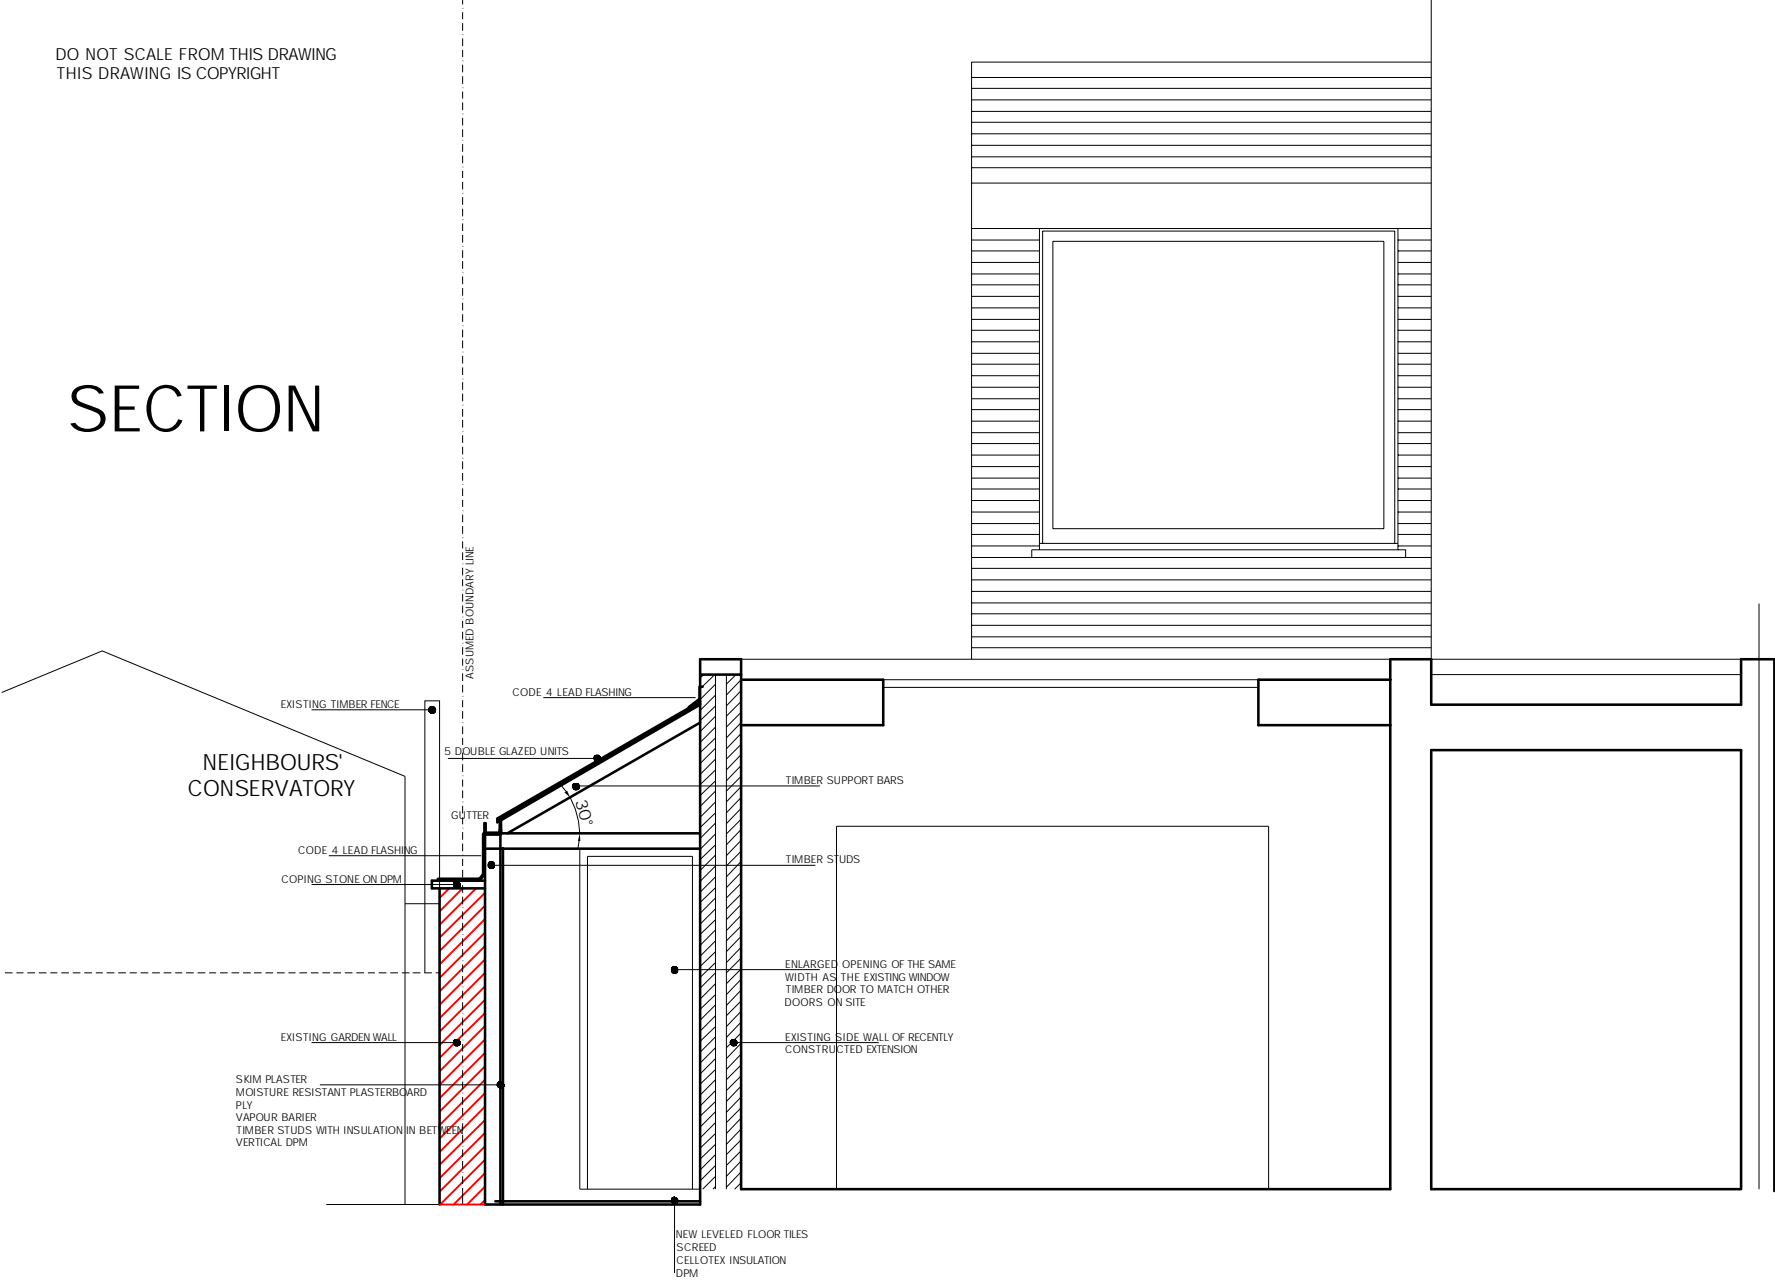 DO NOT SCALE FROM THIS DRAWING
THIS DRAWING IS COPYRIGHT
SECTION
ASSUMED BOUNDARY LINE
CODE 4 LEAD FLASHING
EXISTING TIMBER FENCE
5 DOUBLE GLAZED UNITS
NEIGHBOURS'
CONSERVATORY
TIMBER SUPPORT BARS
30°
GUTTER
CODE 4 LEAD FLASHING
TIMBER STUDS
COPING STONE ON DPM
ENLARGED OPENING OF THE SAME
WIDTH AS THE EXISTING WINDOW
TIMBER DOOR TO MATCH OTHER
DOORS ON SITE
EXISTING GARDEN WALL
EXISTING SIDE WALL OF RECENTLY
CONSTRUCTED EXTENSION
SKIM PLASTER
MOISTURE RESISTANT PLASTERBOARD
PLY
VAPOUR BARIER
TIMBER STUDS WITH INSULATION IN BETWEEN
VERTICAL DPM
NEW LEVELED FLOOR TILES
SCREED
CELLOTEX INSULATION
DPM